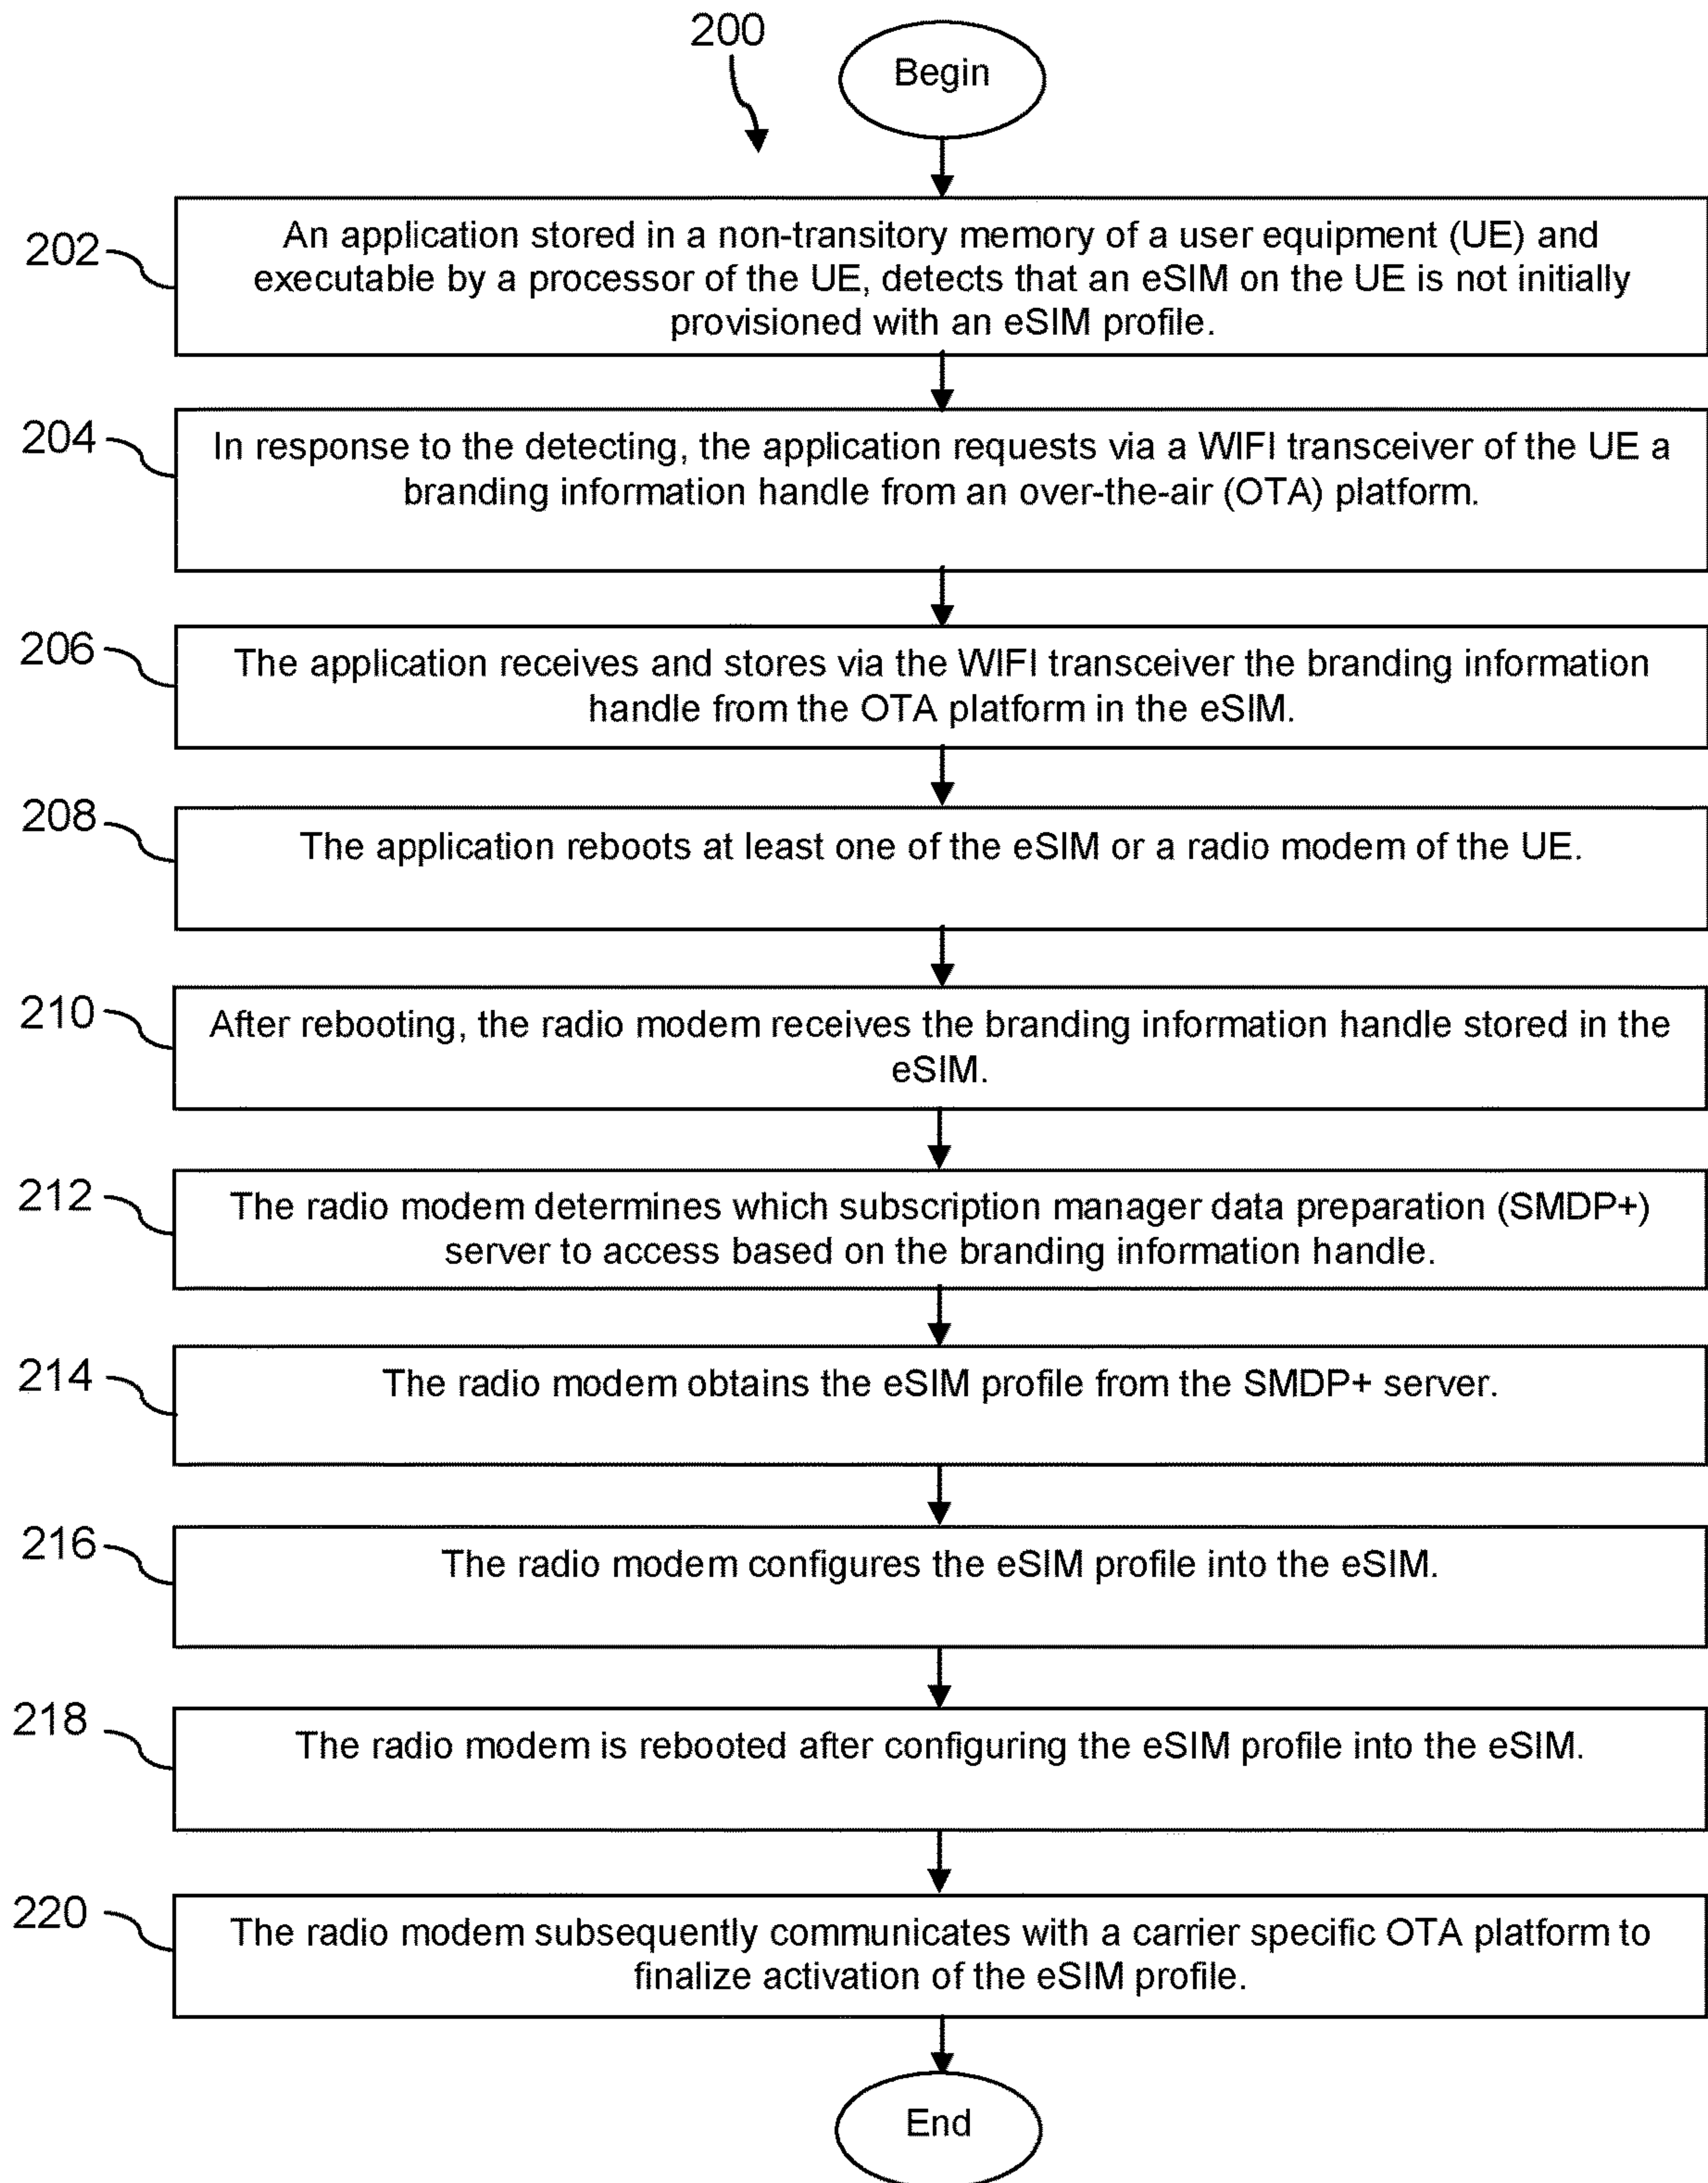 200
Begin
202
An application stored in a non-transitory memory of a user equipment (UE) and
executable by a processor of the UE, detects that an eSIM on the UE is not initially
provisioned with an eSIM profile.
204
In response to the detecting, the application requests via a WIFI transceiver of the UE a
branding information handle from an over-the-air (OTA) platform.
206
The application receives and stores via the WIFI transceiver the branding information
handle from the OTA platform in the eSIM.
208
The application reboots at least one of the eSIM or a radio modem of the UE.
210
After rebooting, the radio modem receives the branding information handle stored in the
eSIM.
212
The radio modem determines which subscription manager data preparation (SMDP+)
server to access based on the branding information handle.
214
The radio modem obtains the eSIM profile from the SMDP+ server.
216
The radio modem configures the eSIM profile into the eSIM.
218
The radio modem is rebooted after configuring the eSIM profile into the eSIM.
220
The radio modem subsequently communicates with a carrier specific OTA platform to
finalize activation of the eSIM profile.
End